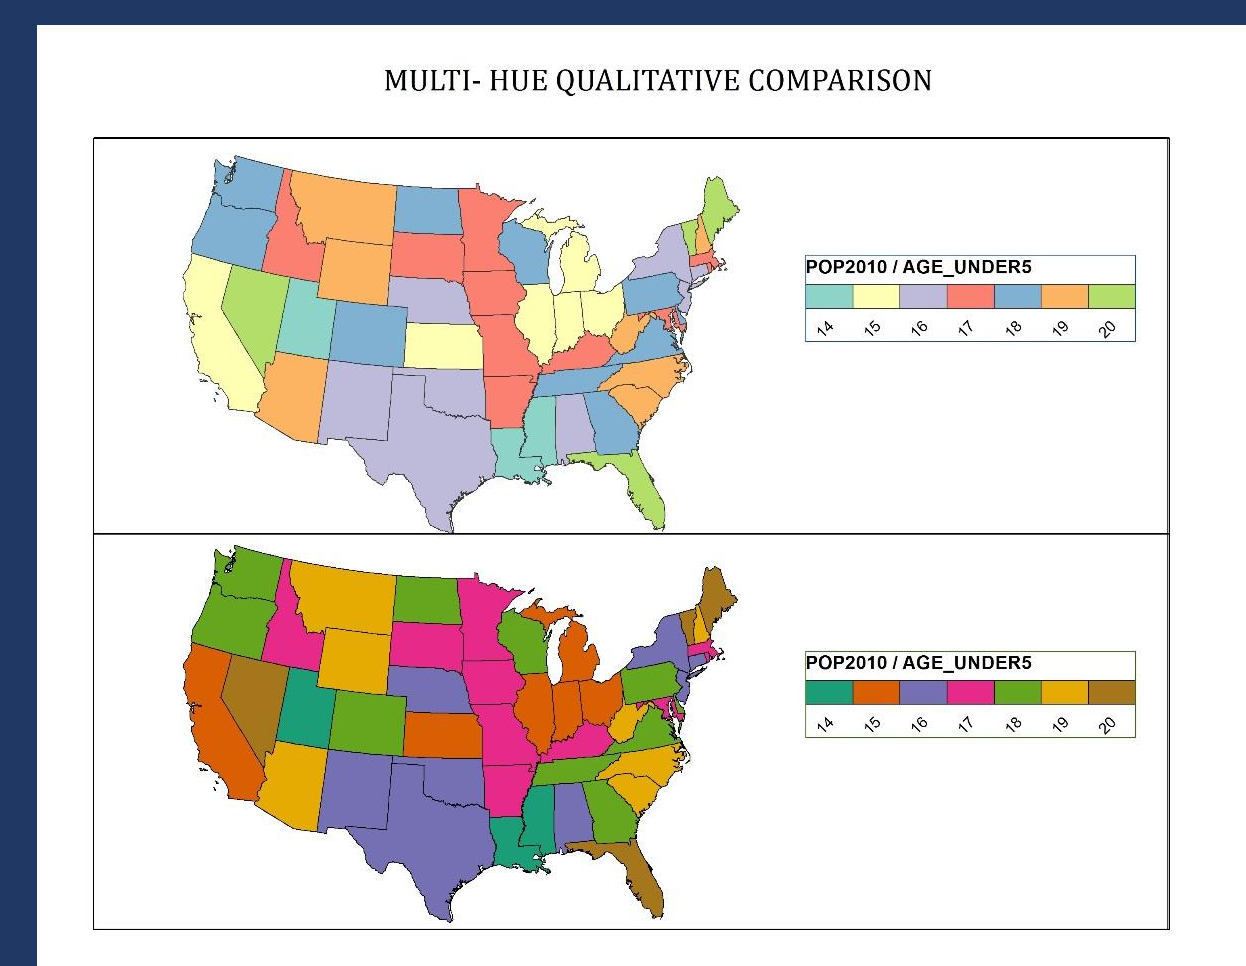 MULTI- HUE QUALITATIVE COMPARISON
POP2010 / AGE_UNDER5
14 15 16 17 18 19 20
POP2010 / AGE_UNDER5
14 15 16 17 18 19 20